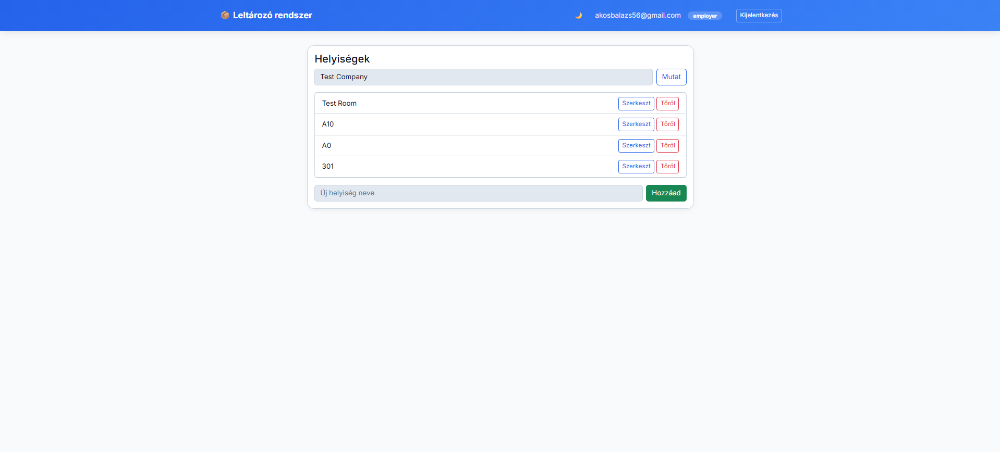 Leltározó rendszer
akosbalazs56@gmail.com employer Kijelentkezés
Helyiségek
Test Company Mutat
Test Room Szerkeszt Töröl
A10 Szerkeszt Töröl
A0 Szerkeszt Töröl
301 Szerkeszt Töröl
Új helyiség neve Hozzáad